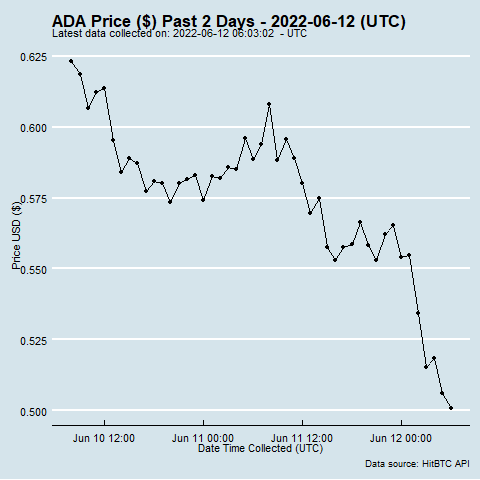 ADA Price ($) Past 2 Days - 2022-06-12 (UTC)
Latest data collected on: 2022-06-12 06:03:02 - UTC
0.625
0.600
0.575
0.550
0.525
0.500
Price USD ($)
Jun 10 12:00
Jun 11 00:00
Jun 11 12:00
Jun 12 00:00
Date Time Collected (UTC)
Data source: HitBTC API